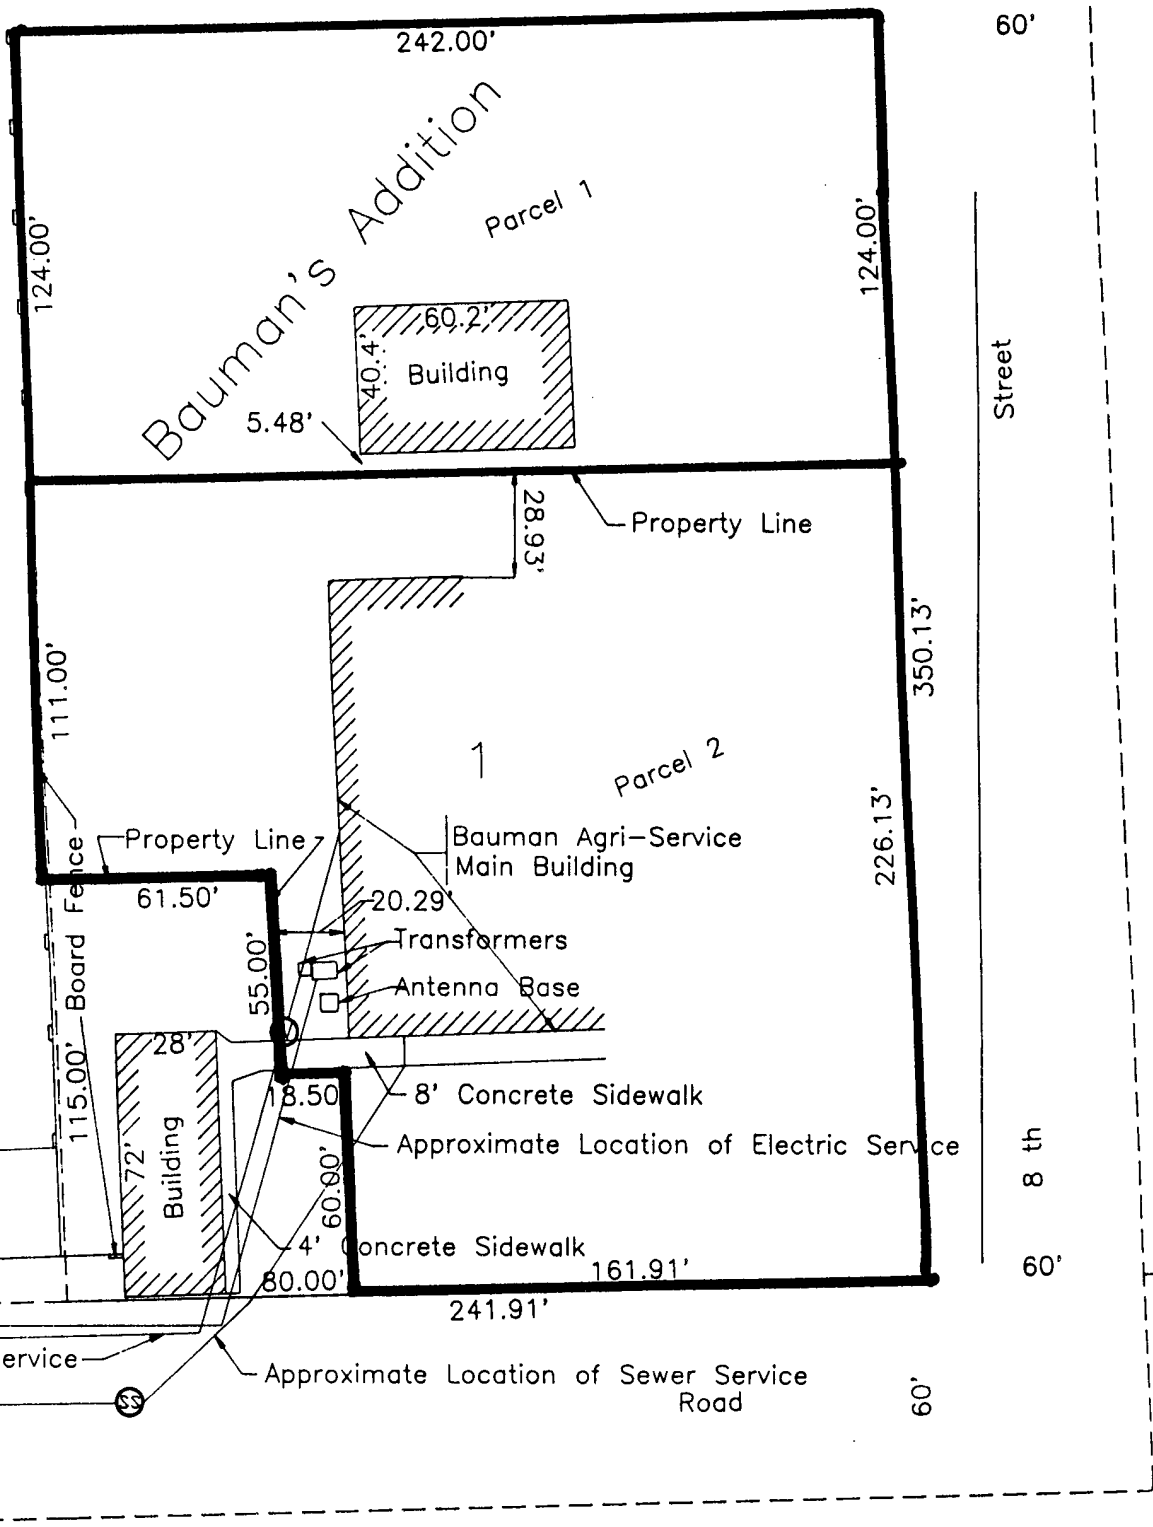 60'
242.00'
Bauman's Addition
Parcel 1
124.00'
124.00'
60.2'
40.4'
Building
Street
5.48'
28.93'
Property Line
350.13'
111.00'
1
Parcel 2
226.13'
Property Line
Bauman Agri-Service
Main Building
61.50'
20.29'
115.00' Board Fence
55.00'
Transformers
Antenna Base
28'
18.50'
8' Concrete Sidewalk
Approximate Location of Electric Service
72'
Building
60.00'
8 th
4' Concrete Sidewalk
80.00'
161.91'
60'
241.91'
ervice
Approximate Location of Sewer Service
Road
60'
SS